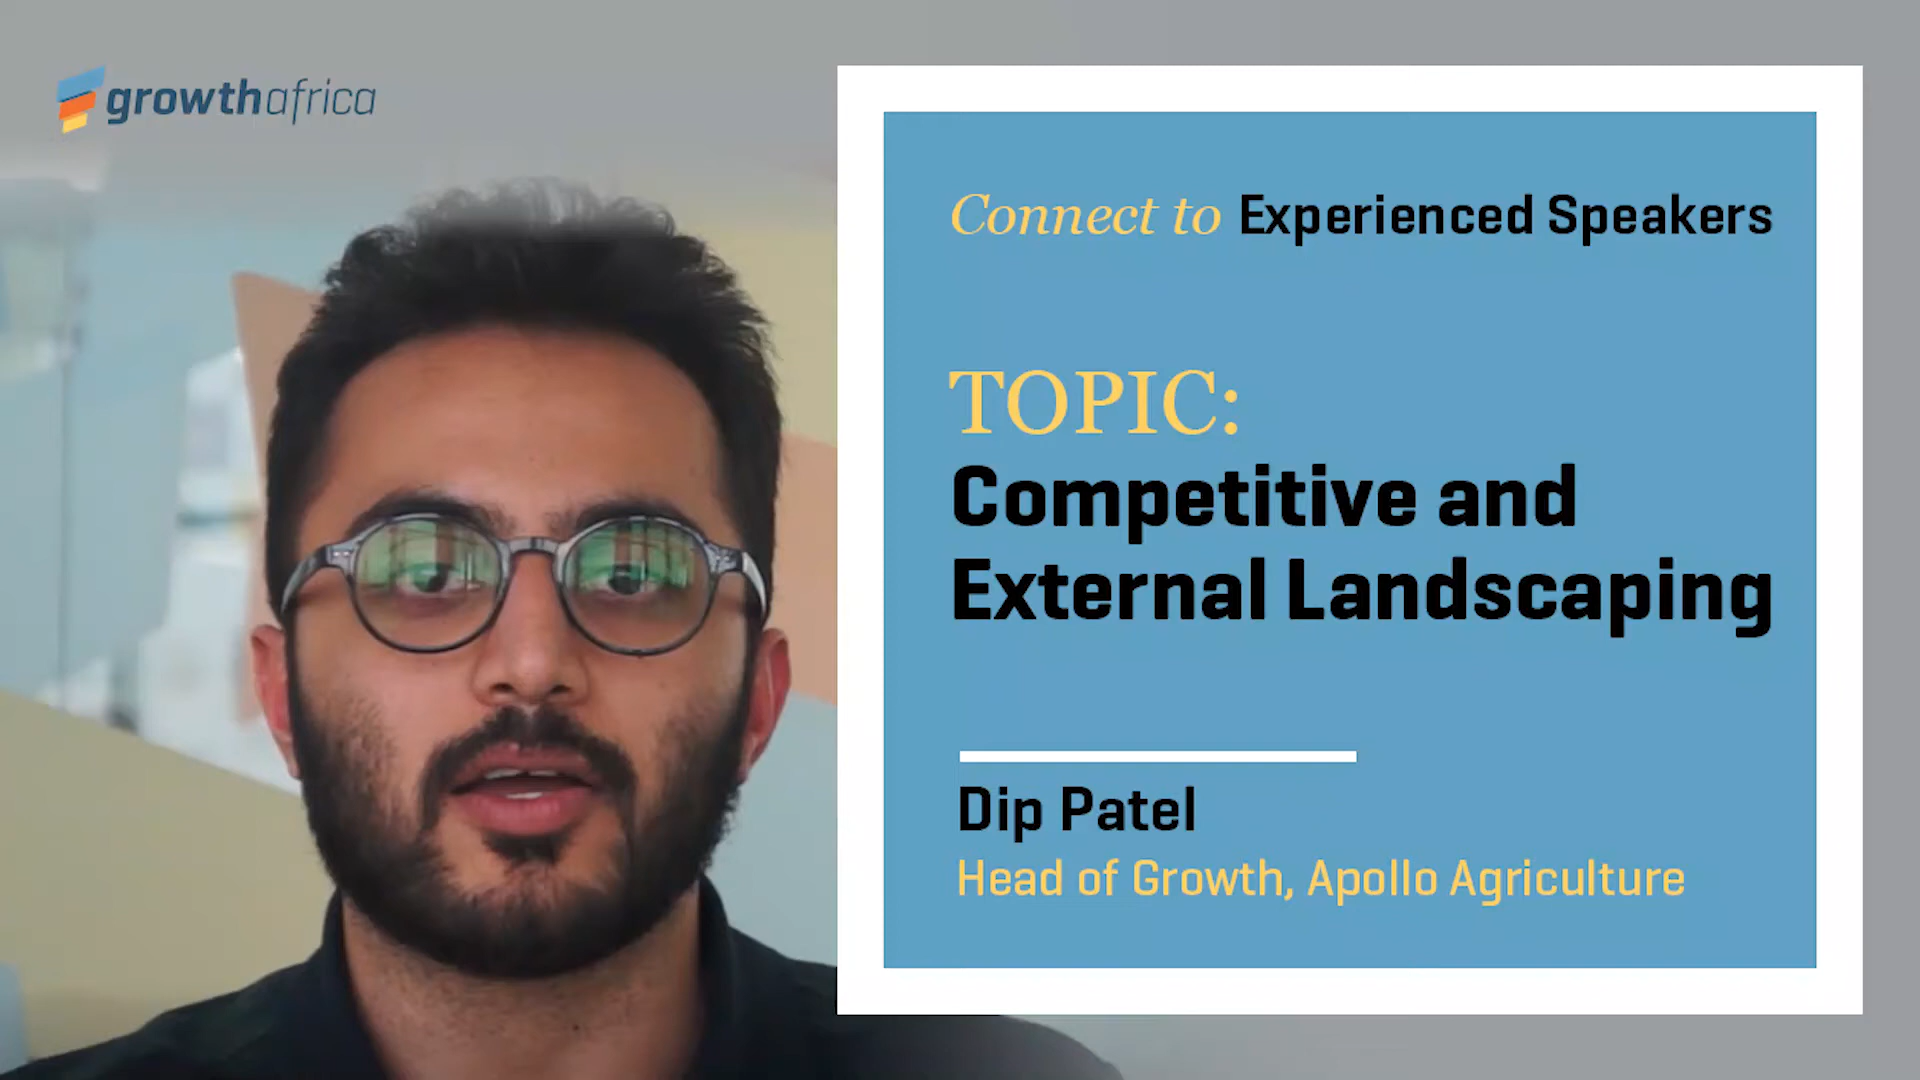 growthafrica
Connect to Experienced Speakers
TOPIC:
Competitive and
External Landscaping
Dip Patel
Head of Growth, Apollo Agriculture